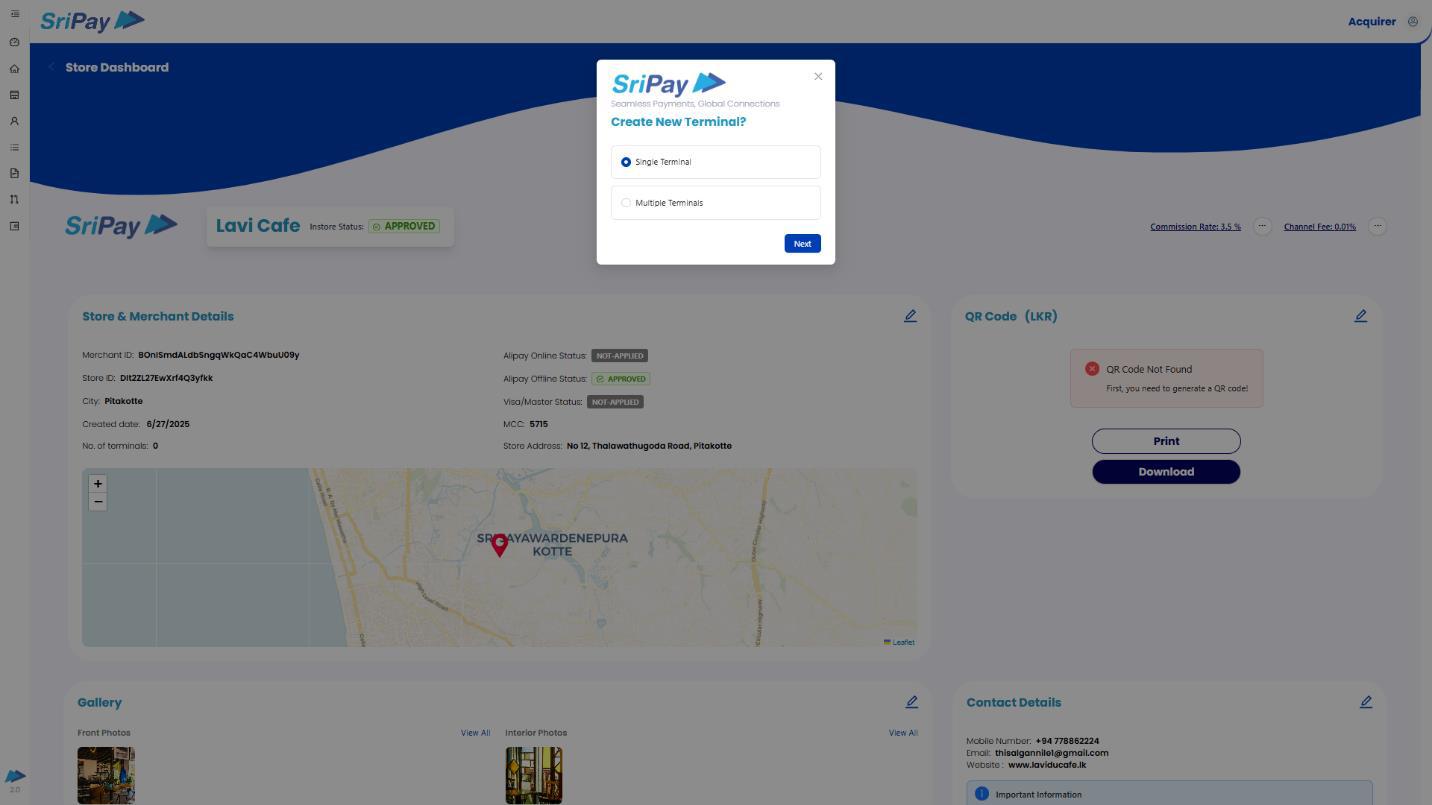 SriPay
Acquirer
Store Dashboard
SriPay
Seamless Payments, Global Connections
Create New Terminal?
Single Terminal
Multiple Terminals
Next
SriPay
Lavi Cafe Instore Status: APPROVED
Commission Rate: 3.5 % Channel Fee: 0.01%
Store & Merchant Details
Merchant ID: BOnISmdALdbSngqWkQaC4WbuU09y
Store ID: DIt2ZL27EwXrf4Q3yfkk
City: Pitakotte
Created date: 6/27/2025
No. of terminals: 0
Alipay Online Status: NOT-APPLIED
Alipay Offline Status: APPROVED
Visa/Master Status: NOT-APPLIED
MCC: 5715
Store Address: No 12, Thalawathugoda Road, Pitakotte
+
−
SRI JAYAWARDENEPURA
KOTTE
High Level Road
Leaflet
QR Code (LKR)
QR Code Not Found
First, you need to generate a QR code!
Print
Download
Gallery
Front Photos View All
Interior Photos View All
Contact Details
Mobile Number: +94 778862224
Email: thisalgannile1@gmail.com
Website : www.laviducafe.lk
Important Information
2.0